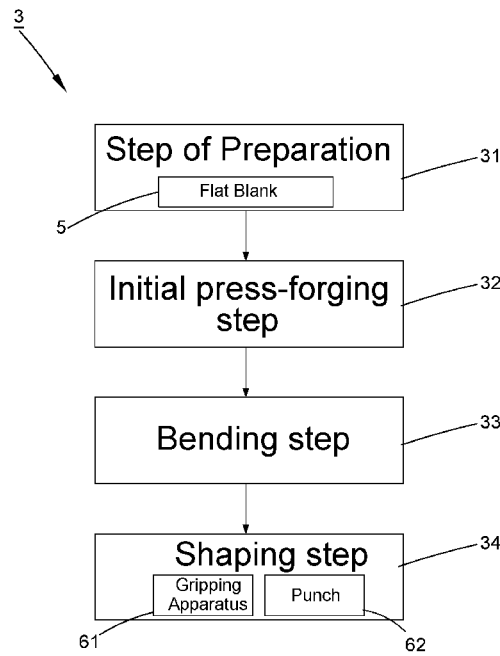 3
Step of Preparation
31
Flat Blank
5
Initial press-forging
step
32
Bending step
33
Shaping step
34
Gripping
Apparatus
Punch
61
62